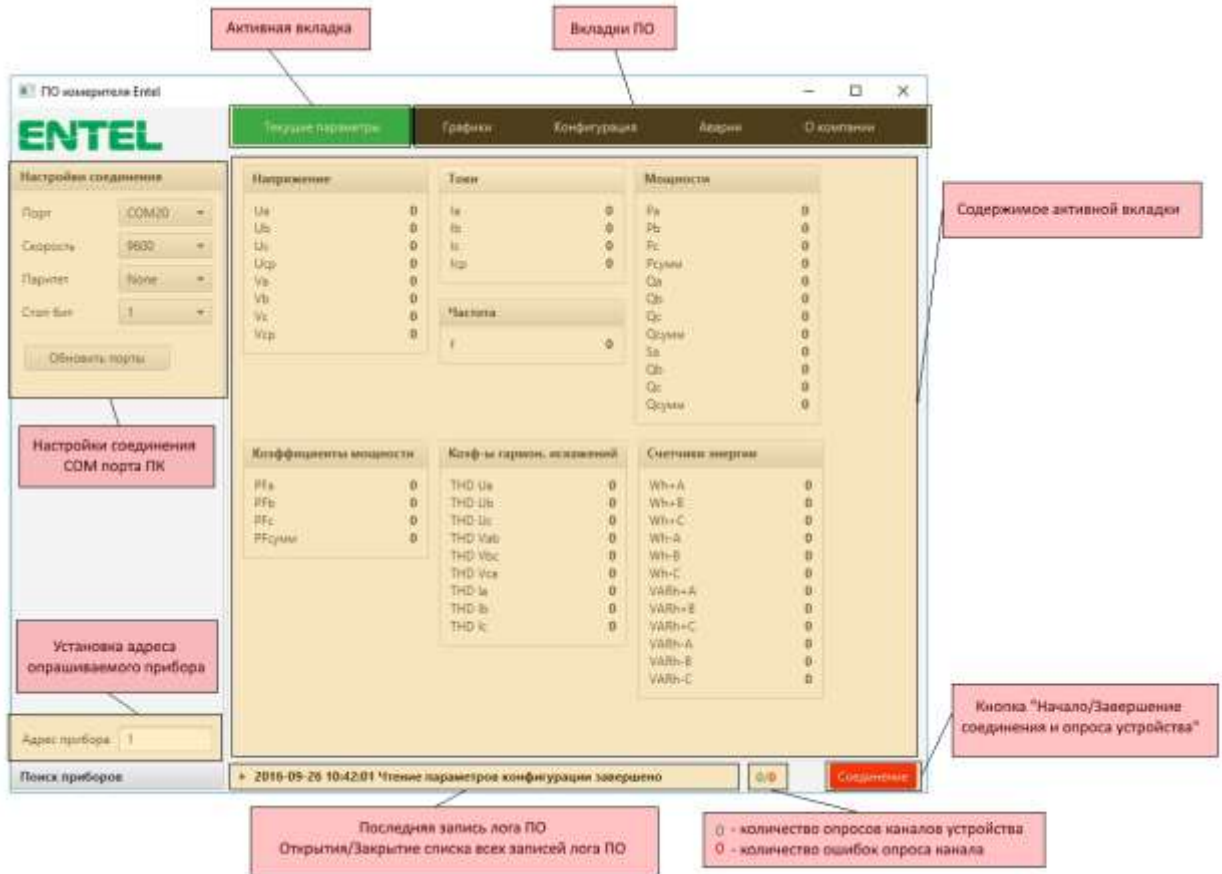 Активная вкладка
Вкладки ПО
ПО измерителя Entel
ENTEL
Текущие параметры
Графики
Конфигурация
Аварии
О компании
Настройки соединения
Порт COM20
Скорость 9600
Паритет None
Стоп бит 1
Обновить порты
Настройки соединения
COM порта ПК
Установка адреса
опрашиваемого прибора
Адрес прибора 1
Поиск приборов
Напряжение
Ua 0
Ub 0
Uc 0
Uср 0
Va 0
Vb 0
Vc 0
Vср 0
Токи
Ia 0
Ib 0
Ic 0
Iср 0
Частота
F 0
Мощности
Pa 0
Pb 0
Pc 0
Pсумм 0
Qa 0
Qb 0
Qc 0
Qсумм 0
Sa 0
Qb 0
Qc 0
Qсумм 0
Коэффициенты мощности
PFa 0
PFb 0
PFc 0
PFсумм 0
Коэф-ы гармон. искажений
THD Ua 0
THD Ub 0
THD Uc 0
THD Vab 0
THD Vbc 0
THD Vca 0
THD Ia 0
THD Ib 0
THD Ic 0
Счетчики энергии
Wh+A 0
Wh+B 0
Wh+C 0
Wh-A 0
Wh-B 0
Wh-C 0
VARh+A 0
VARh+B 0
VARh+C 0
VARh-A 0
VARh-B 0
VARh-C 0
Содержимое активной вкладки
Кнопка "Начало/Завершение
соединения и опроса устройства"
+ 2016-09-26 10:42:01 Чтение параметров конфигурации завершено
0/0
Соединение
Последняя запись лога ПО
Открытия/Закрытие списка всех записей лога ПО
0 - количество опросов каналов устройства
0 - количество ошибок опроса канала